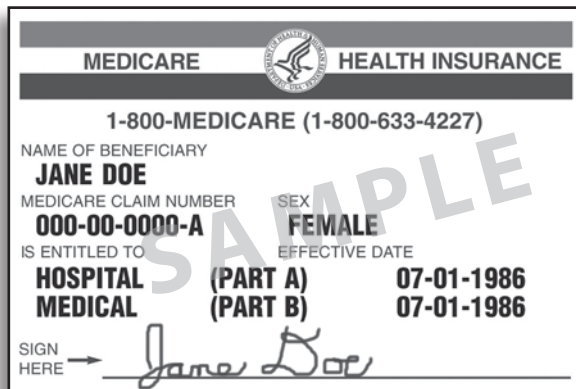 MEDICARE HEALTH INSURANCE
1-800-MEDICARE (1-800-633-4227)
NAME OF BENEFICIARY
JANE DOE
MEDICARE CLAIM NUMBER SEX
000-00-0000-A FEMALE
IS ENTITLED TO EFFECTIVE DATE
HOSPITAL (PART A) 07-01-1986
MEDICAL (PART B) 07-01-1986
SIGN
HERE Jane Doe
SAMPLE